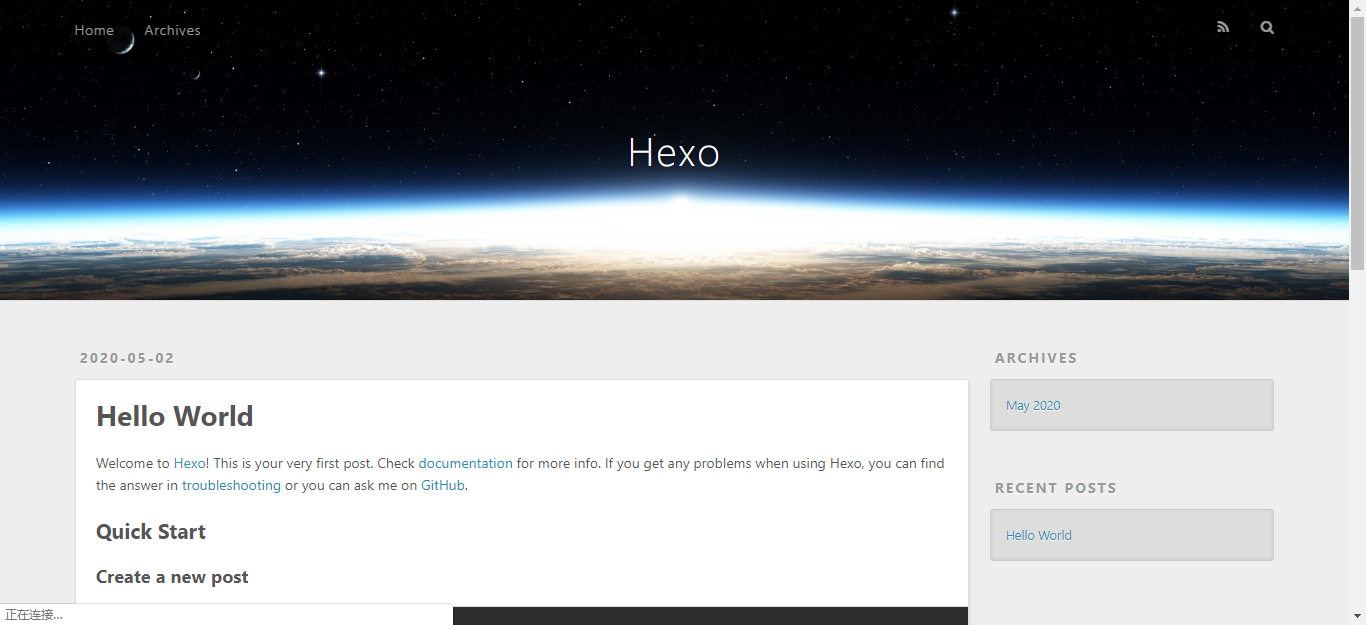 Home Archives
Hexo
2020-05-02
Hello World
Welcome to Hexo! This is your very first post. Check documentation for more info. If you get any problems when using Hexo, you can find
the answer in troubleshooting or you can ask me on GitHub.
Quick Start
Create a new post
ARCHIVES
May 2020
RECENT POSTS
Hello World
正在连接...